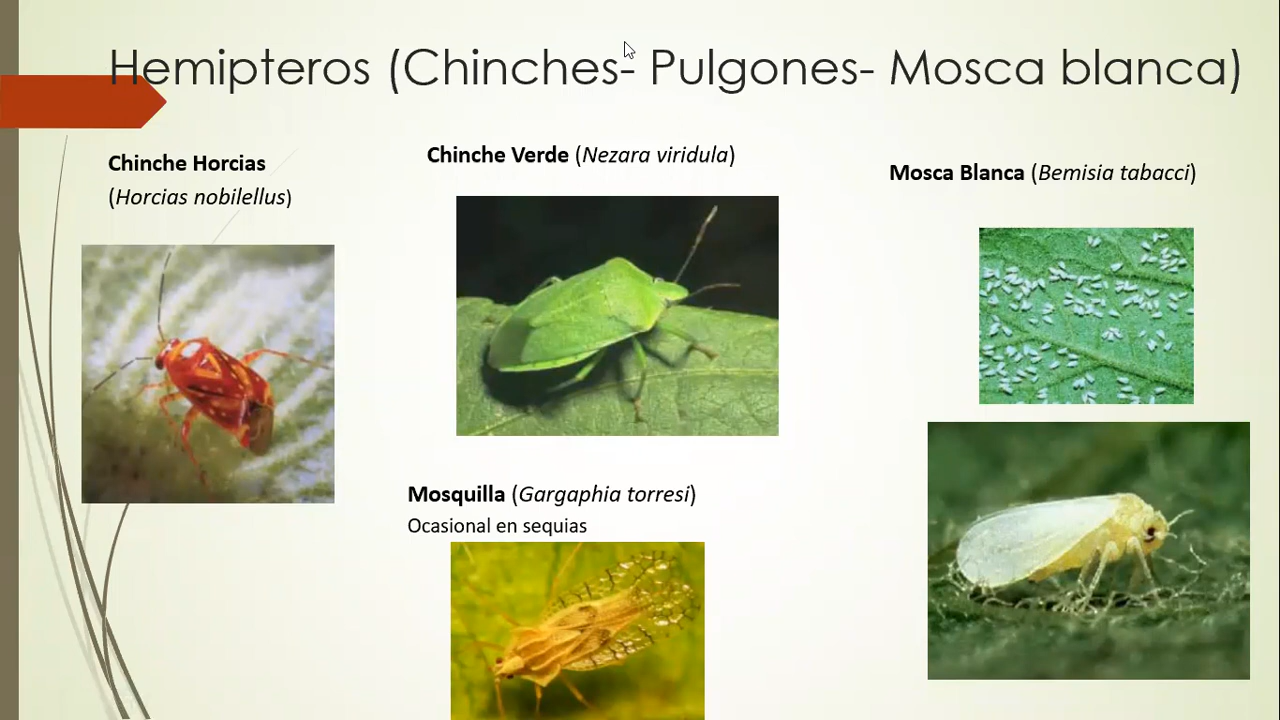 Hemipteros (Chinches- Pulgones- Mosca blanca)
Chinche Horcias
(Horcias nobilellus)
Chinche Verde (Nezara viridula)
Mosca Blanca (Bemisia tabacci)
Mosquilla (Gargaphia torresi)
Ocasional en sequias